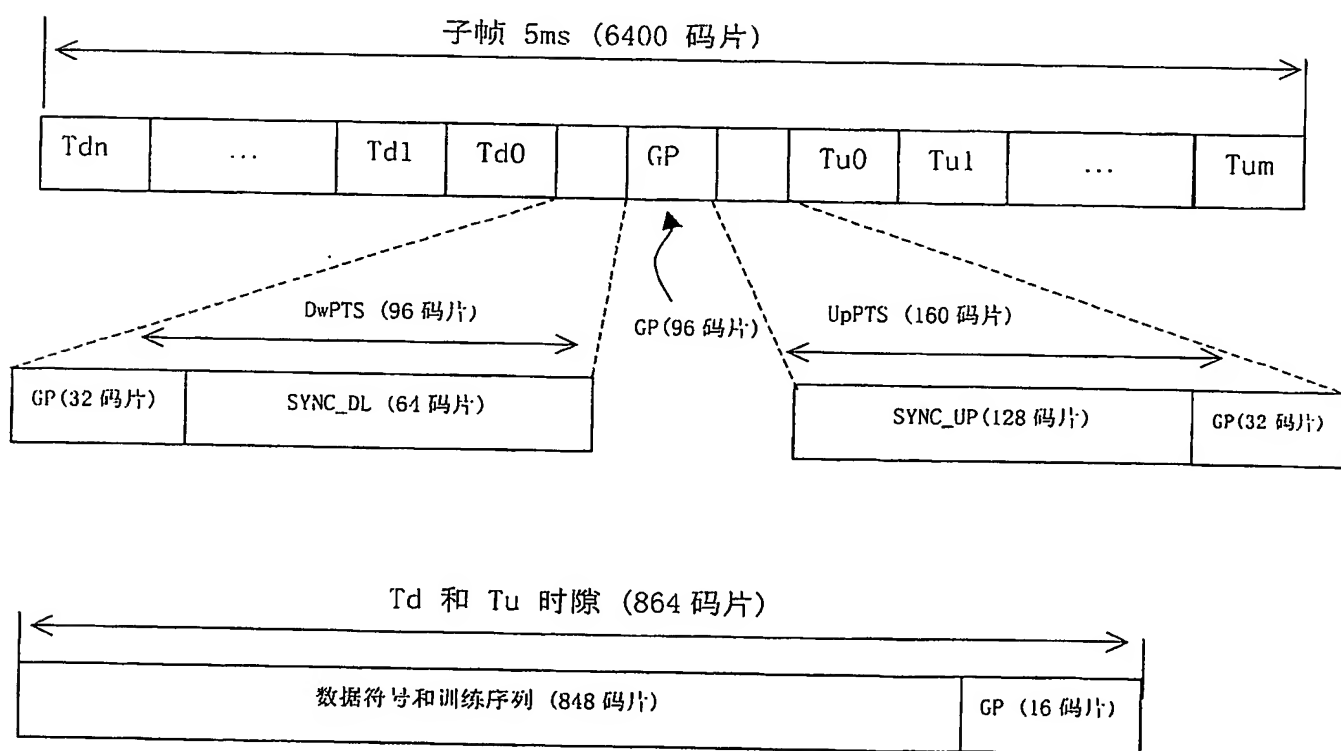 子帧 5ms (6400 码片)
Tdn ... Td1 Td0 GP Tu0 Tu1 ... Tum
DwPTS (96 码片)
GP(96 码片)
UpPTS (160 码片)
GP(32 码片) SYNC_DL (64 码片)
SYNC_UP(128 码片) GP(32 码片)
Td 和 Tu 时隙 (864 码片)
数据符号和训练序列 (848 码片) GP (16 码片)